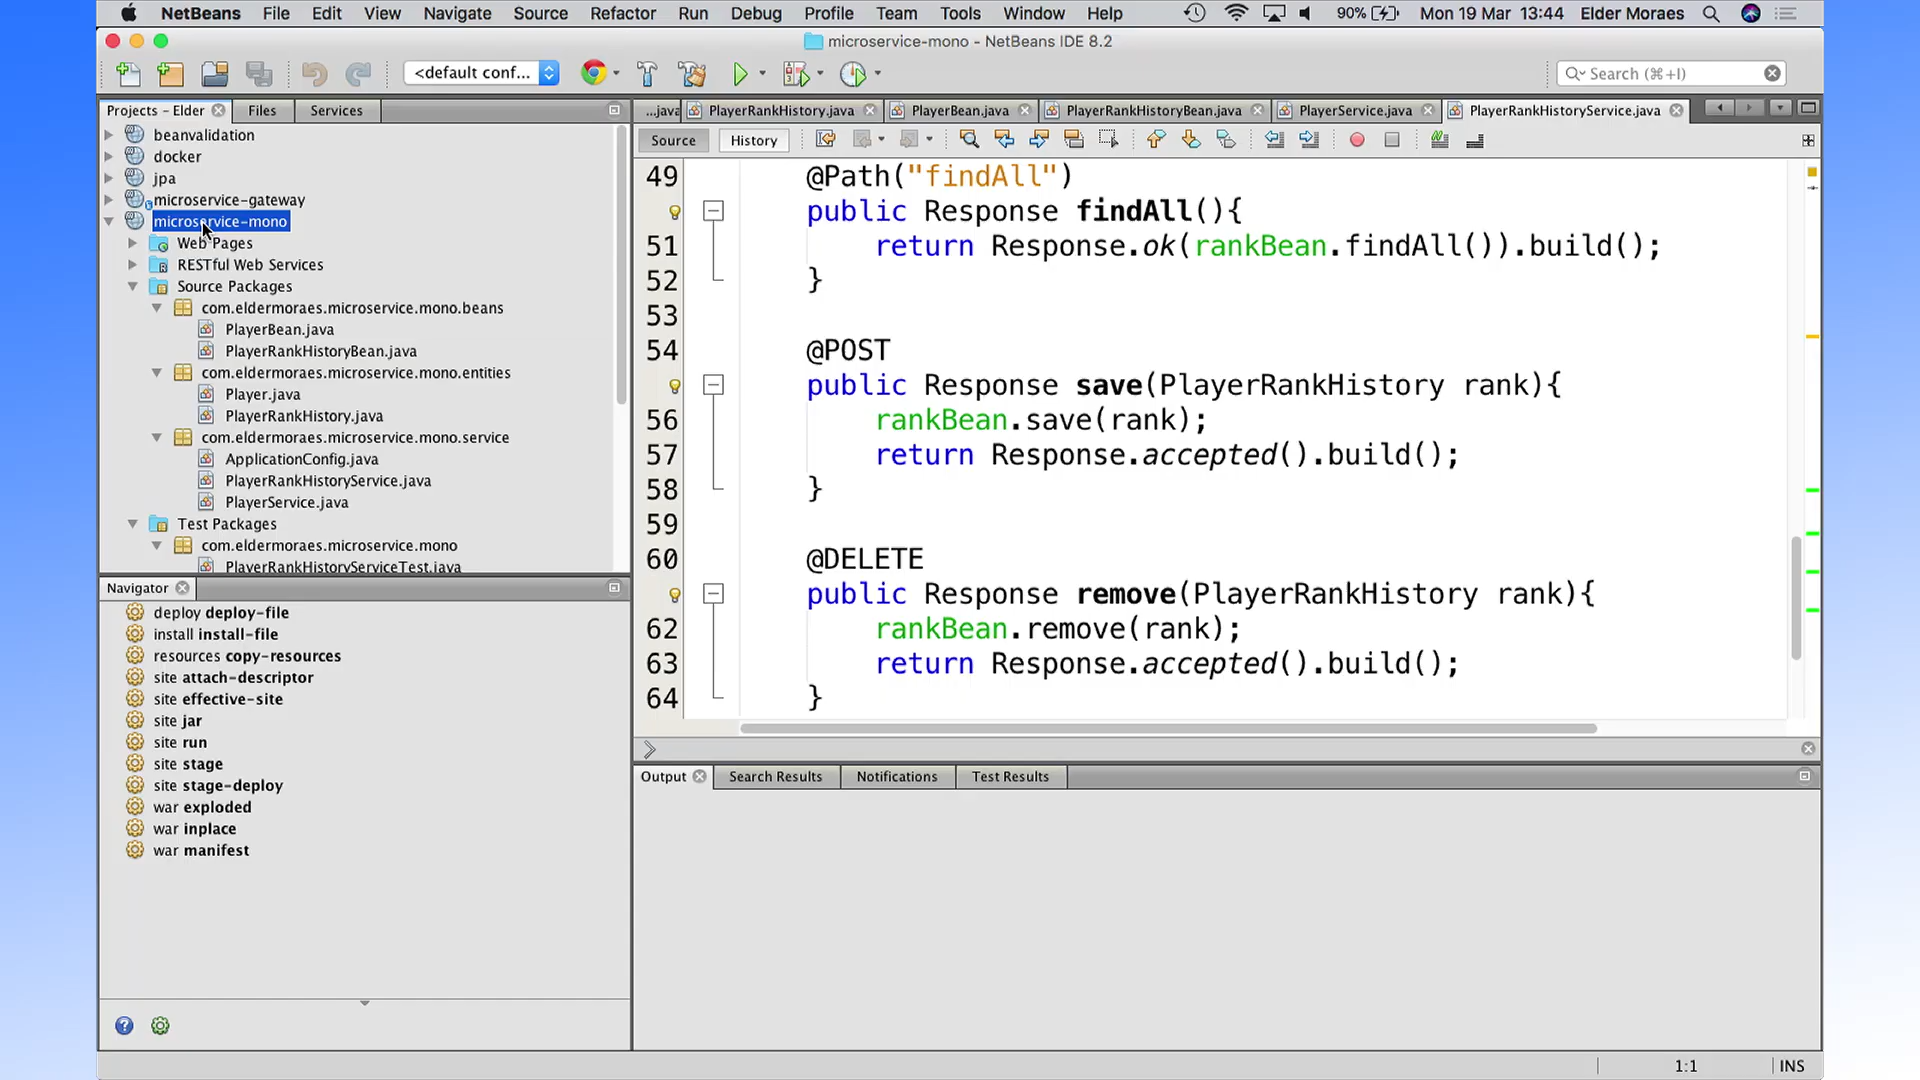 NetBeans File Edit View Navigate Source Refactor Run Debug Profile Team Tools Window Help 90% Mon 19 Mar 13:44 Elder Moraes
microservice-mono - NetBeans IDE 8.2
<default conf... Search (⌘+I)
Projects - Elder Files Services
...java PlayerRankHistory.java PlayerBean.java PlayerRankHistoryBean.java PlayerService.java PlayerRankHistoryService.java
Source History
beanvalidation
docker
jpa
microservice-gateway
microservice-mono
Web Pages
RESTful Web Services
Source Packages
com.eldermoraes.microservice.mono.beans
PlayerBean.java
PlayerRankHistoryBean.java
com.eldermoraes.microservice.mono.entities
Player.java
PlayerRankHistory.java
com.eldermoraes.microservice.mono.service
ApplicationConfig.java
PlayerRankHistoryService.java
PlayerService.java
Test Packages
com.eldermoraes.microservice.mono
PlayerRankHistoryServiceTest.java
49 @Path("findAll")
public Response findAll(){
51 return Response.ok(rankBean.findAll()).build();
52 }
53
54 @POST
public Response save(PlayerRankHistory rank){
56 rankBean.save(rank);
57 return Response.accepted().build();
58 }
59
60 @DELETE
public Response remove(PlayerRankHistory rank){
62 rankBean.remove(rank);
63 return Response.accepted().build();
64 }
Navigator
deploy deploy-file
install install-file
resources copy-resources
site attach-descriptor
site effective-site
site jar
site run
site stage
site stage-deploy
war exploded
war inplace
war manifest
Output Search Results Notifications Test Results
1:1 INS